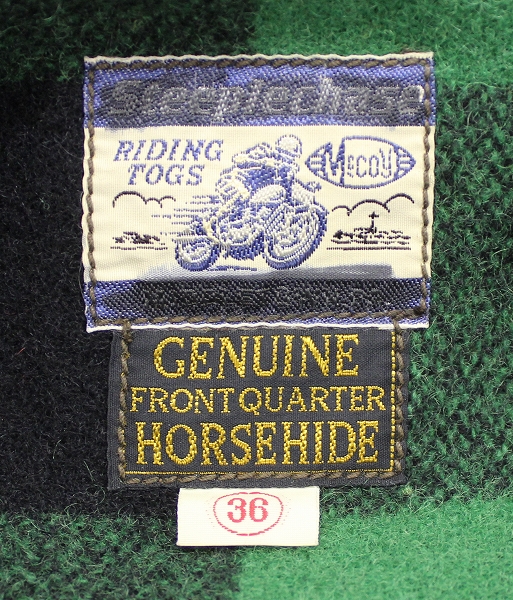 Steeplechase
RIDING
TOGS
McCOY
GENUINE
FRONT QUARTER
HORSEHIDE
36